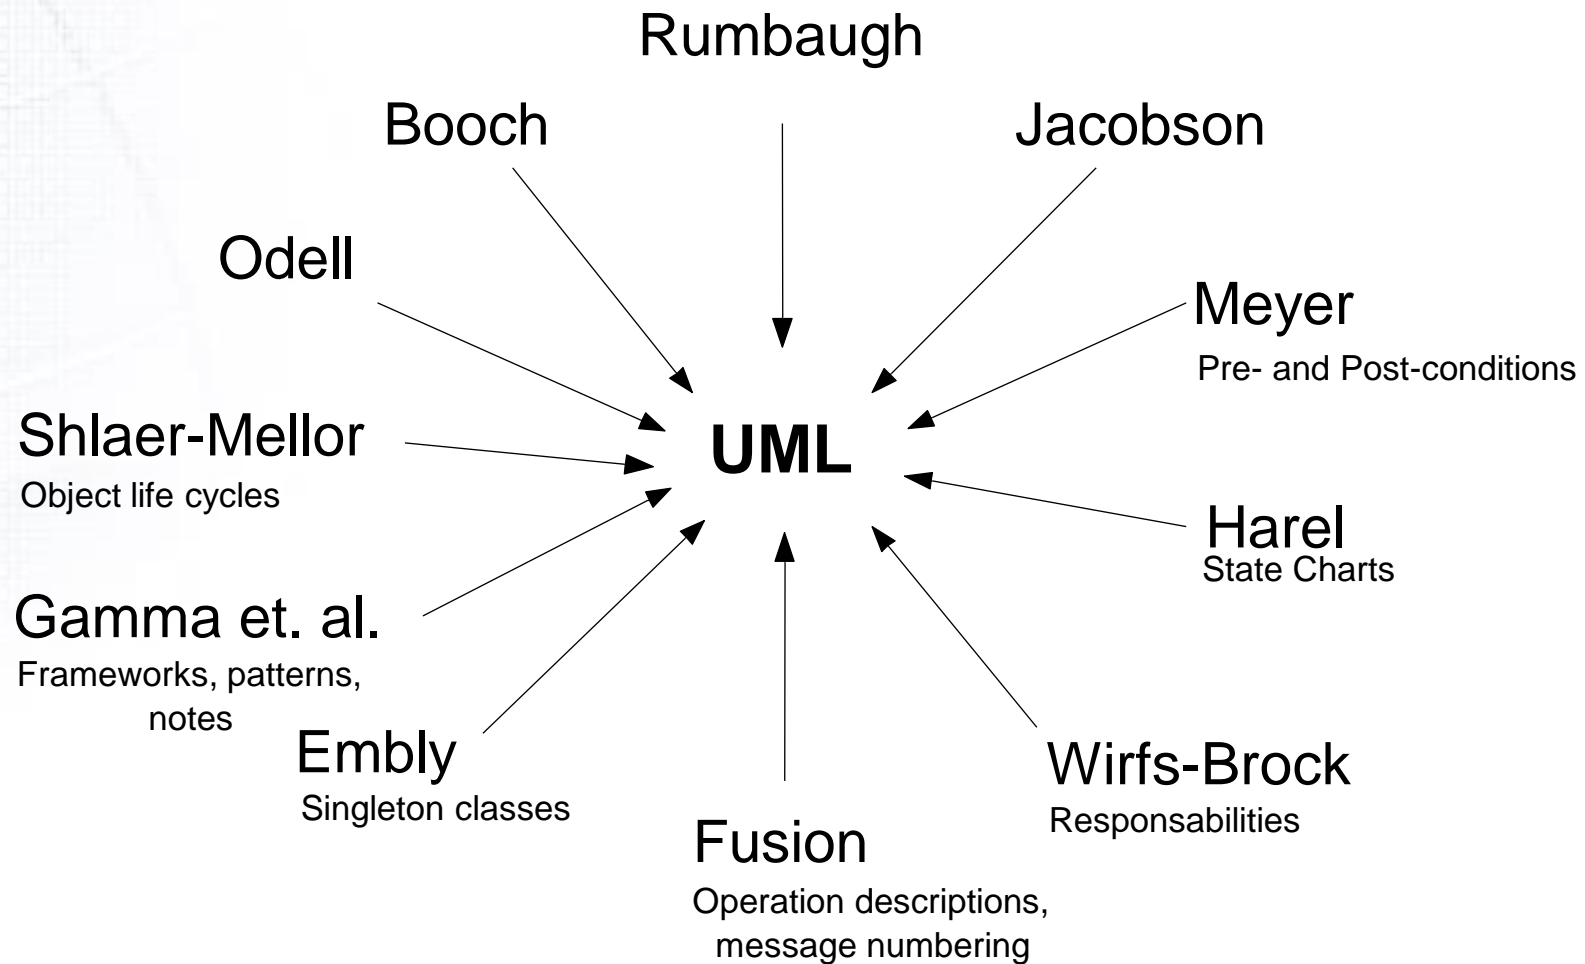 Rumbaugh
Booch
Jacobson
Odell
Meyer
Pre- and Post-conditions
Shlaer-Mellor
Object life cycles
UML
Harel
State Charts
Gamma et. al.
Frameworks, patterns,
notes
Embly
Singleton classes
Wirfs-Brock
Responsabilities
Fusion
Operation descriptions,
message numbering